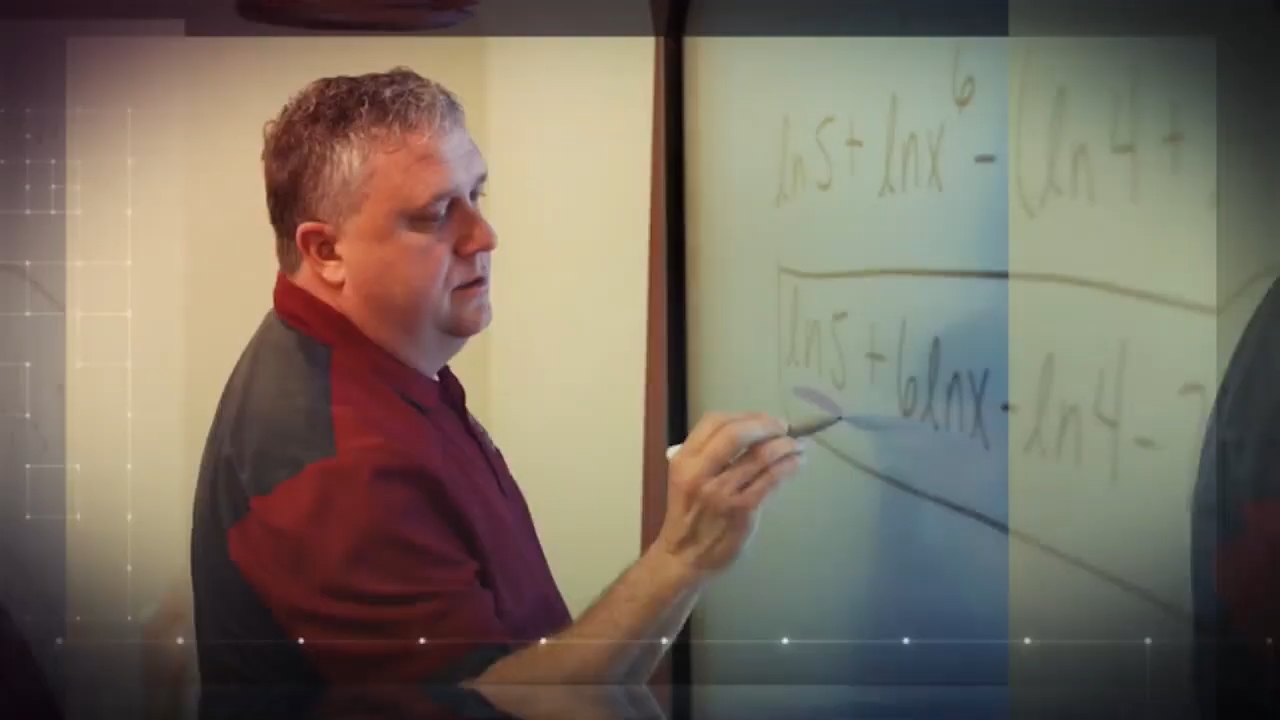 ln5 + lnx⁶ - (ln4 +
ln5 + 6lnx - ln4 -